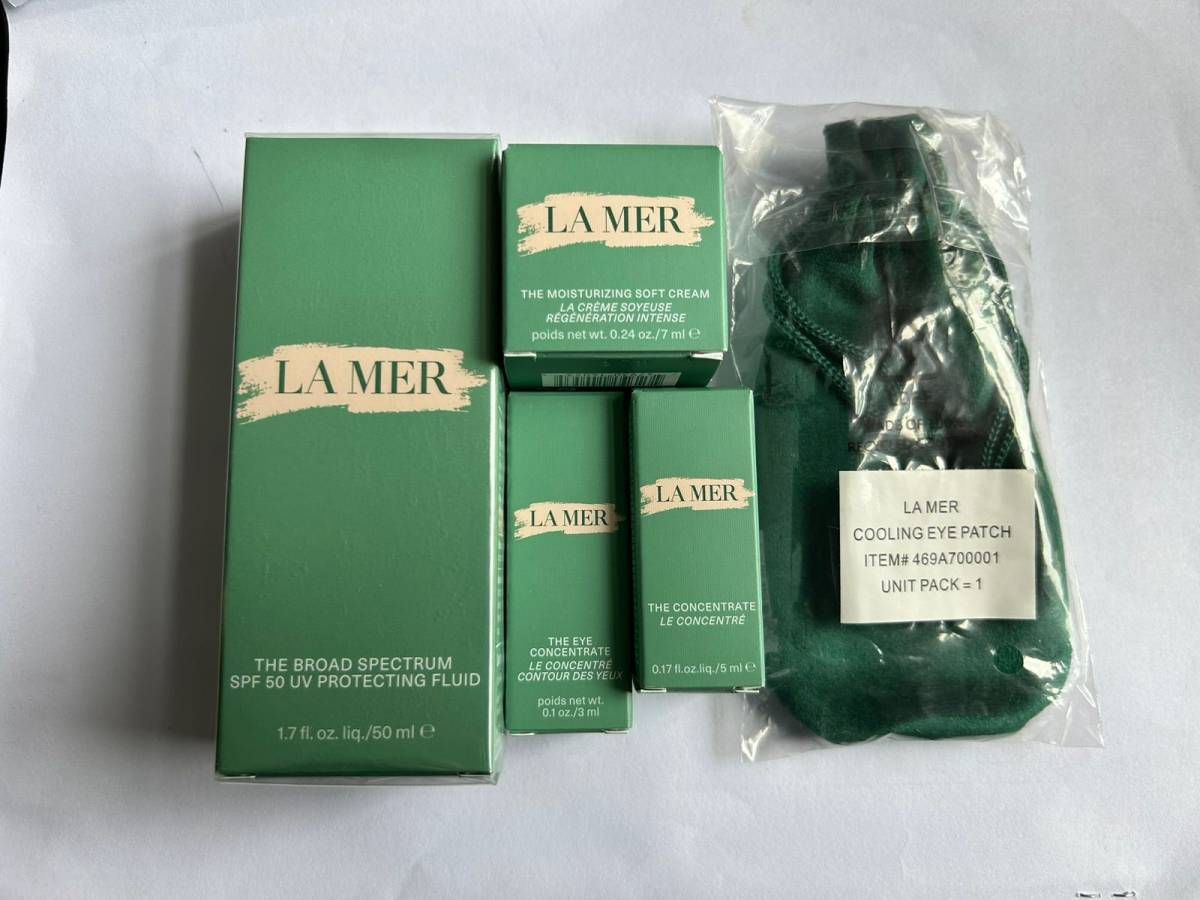 LA MER
THE BROAD SPECTRUM
SPF 50 UV PROTECTING FLUID
1.7 fl. oz. liq./50 ml ℮
LA MER
THE MOISTURIZING SOFT CREAM
LA CRÈME SOYEUSE
RÉGÉNÉRATION INTENSE
poids net wt. 0.24 oz./7 ml ℮
LA MER
THE EYE
CONCENTRATE
LE CONCENTRÉ
CONTOUR DES YEUX
poids net wt.
0.1 oz./3 ml
LA MER
THE CONCENTRATE
LE CONCENTRÉ
0.17 fl.oz.liq./5 ml ℮
LA MER
COOLING EYE PATCH
ITEM# 469A700001
UNIT PACK = 1